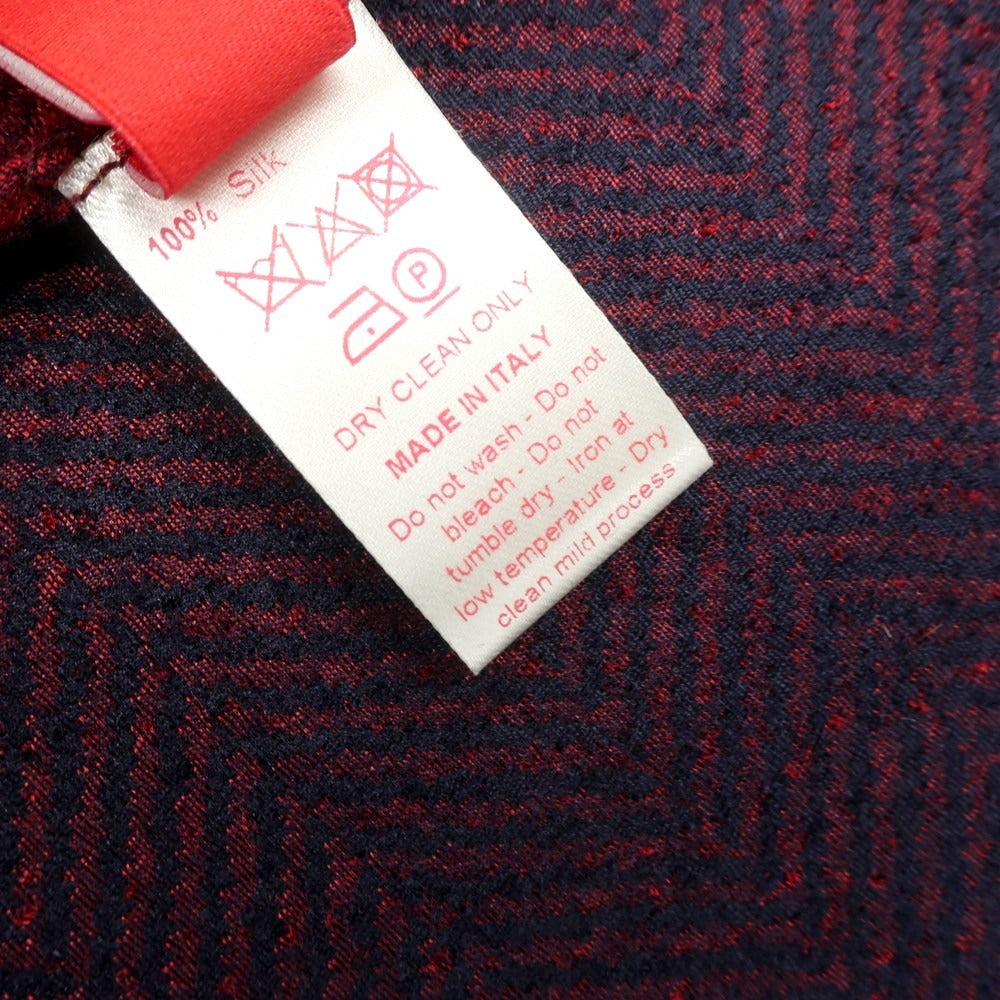 100% Silk
P
DRY CLEAN ONLY
MADE IN ITALY
Do not wash - Do not
bleach - Do not
tumble dry - Iron at
low temperature - Dry
clean mild process